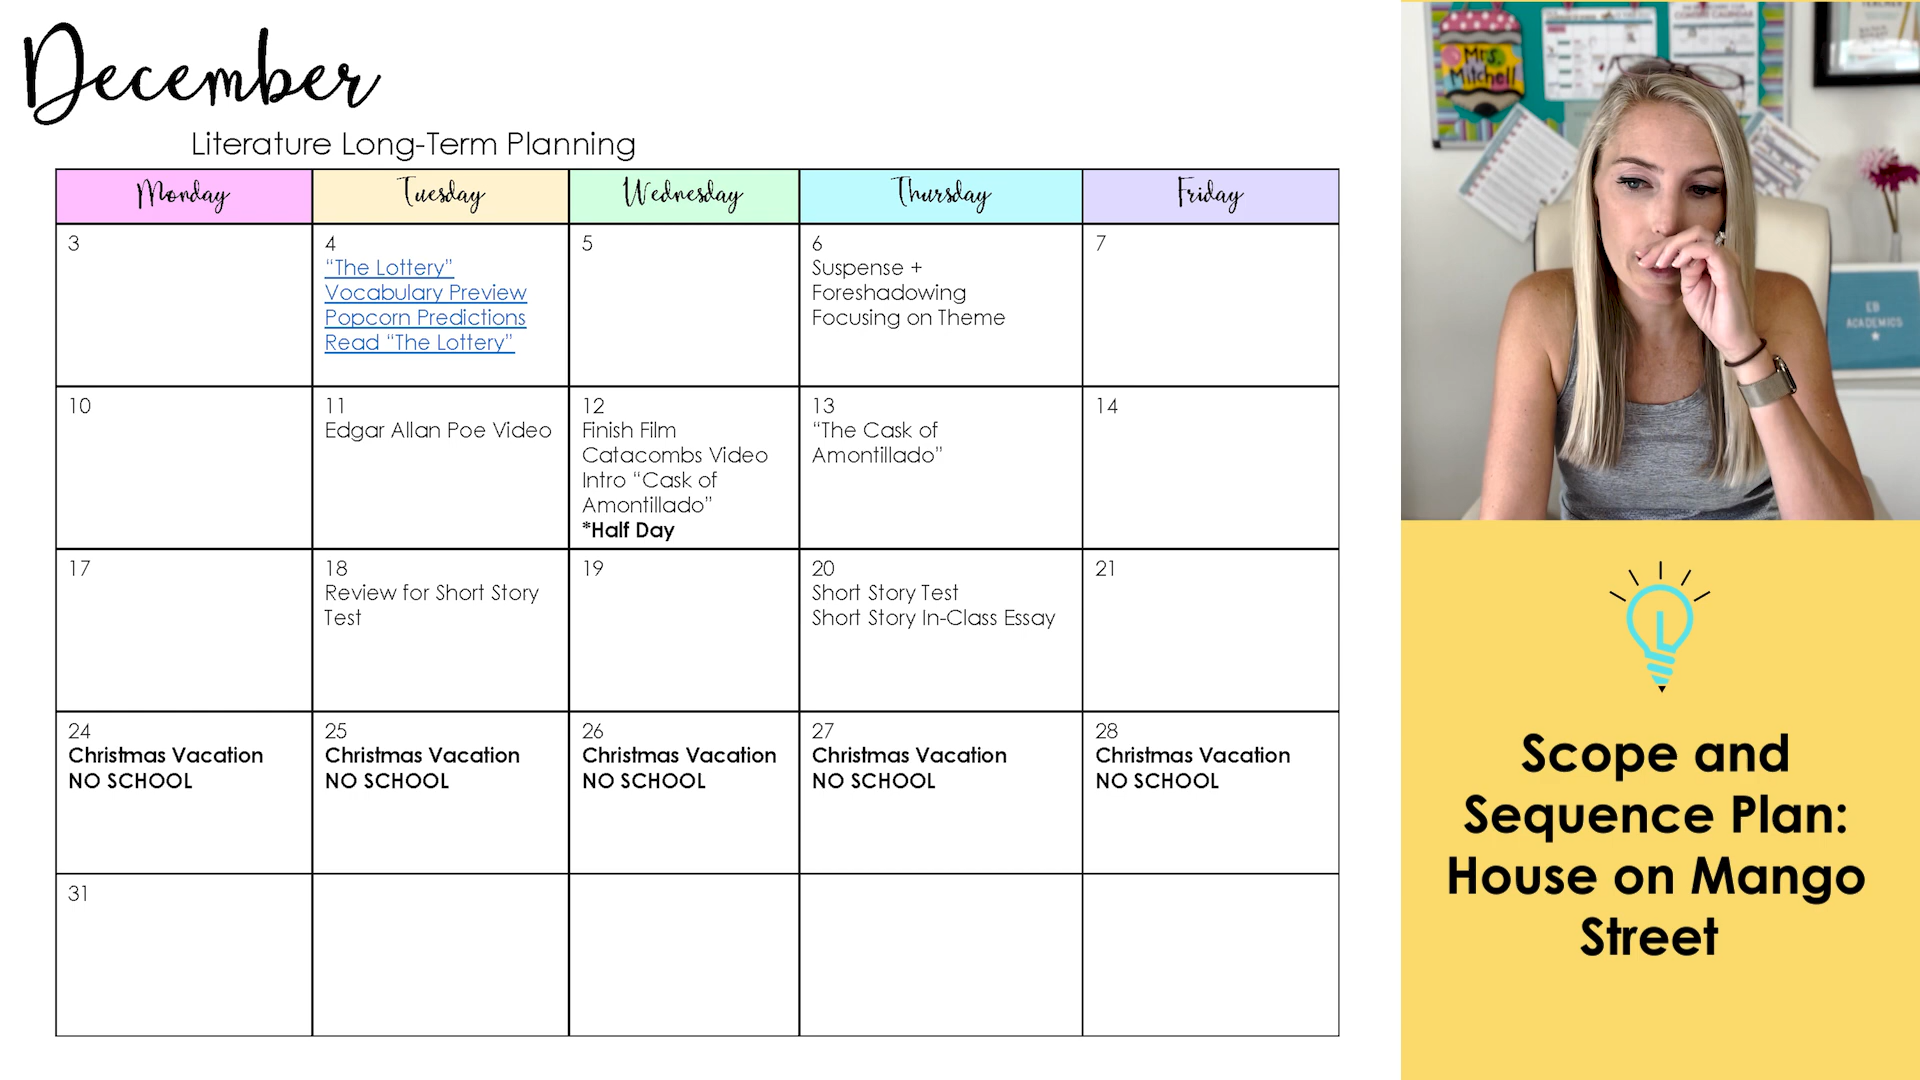 December
Literature Long-Term Planning
Monday
Tuesday
Wednesday
Thursday
Friday
3
4
“The Lottery”
Vocabulary Preview
Popcorn Predictions
Read “The Lottery”
5
6
Suspense +
Foreshadowing
Focusing on Theme
7
10
11
Edgar Allan Poe Video
12
Finish Film
Catacombs Video
Intro “Cask of
Amontillado”
*Half Day
13
“The Cask of
Amontillado”
14
17
18
Review for Short Story
Test
19
20
Short Story Test
Short Story In-Class Essay
21
24
Christmas Vacation
NO SCHOOL
25
Christmas Vacation
NO SCHOOL
26
Christmas Vacation
NO SCHOOL
27
Christmas Vacation
NO SCHOOL
28
Christmas Vacation
NO SCHOOL
31
Mrs.
Mitchell
EB
ACADEMICS
Scope and
Sequence Plan:
House on Mango
Street